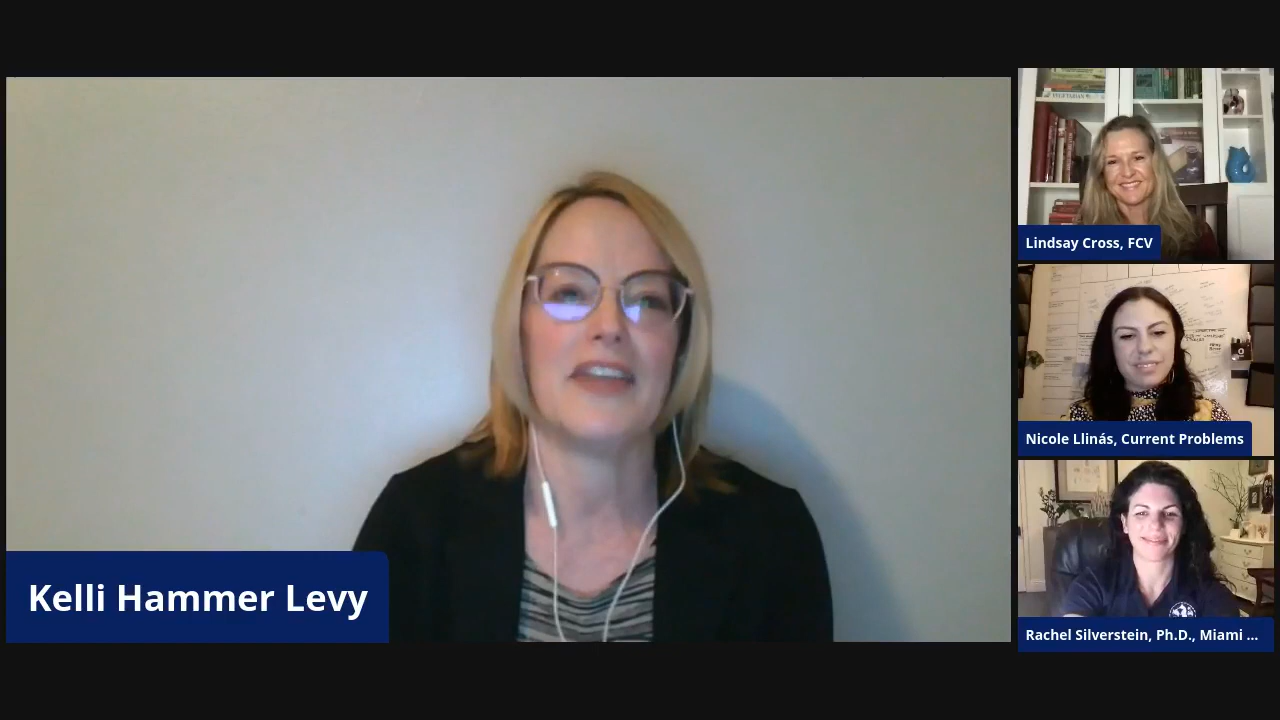 Kelli Hammer Levy
Lindsay Cross, FCV
Nicole Llinás, Current Problems
Rachel Silverstein, Ph.D., Miami ...